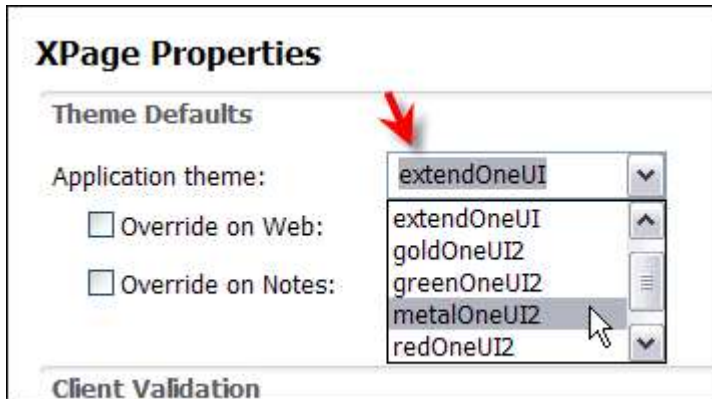 XPage Properties
Theme Defaults
Application theme: extendOneUI
Override on Web: extendOneUI
goldOneUI2
Override on Notes: greenOneUI2
metalOneUI2
redOneUI2
Client Validation